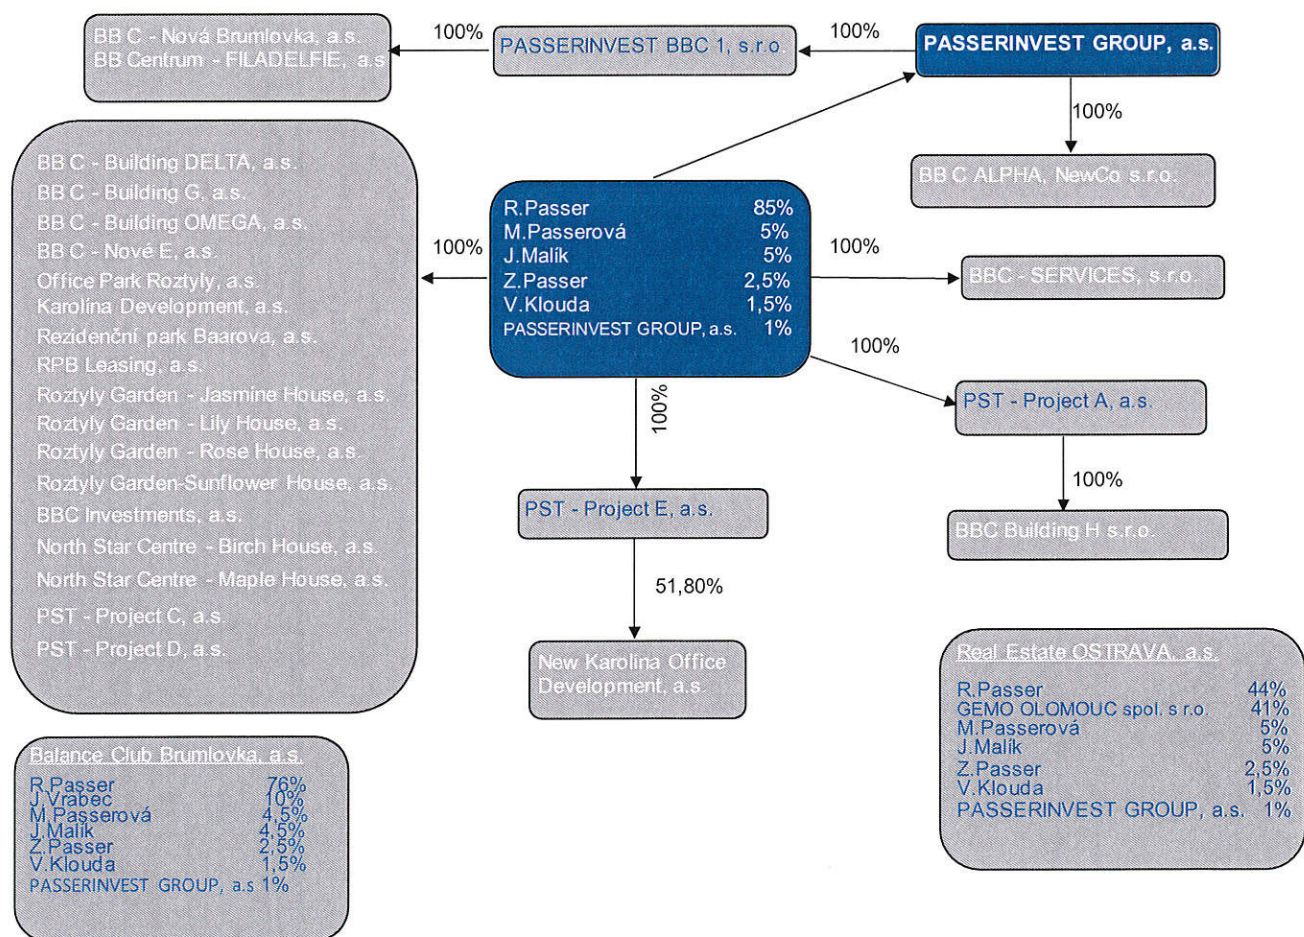 BB C - Nová Brumlovka, a.s.
BB Centrum - FILADELFIE, a.s
100%
PASSERINVEST BBC 1, s.r.o.
100%
PASSERINVEST GROUP, a.s.
100%
BB C ALPHA, NewCo s.r.o.
BB C - Building DELTA, a.s.
BB C - Building G, a.s.
BB C - Building OMEGA, a.s.
BB C - Nové E, a.s.
Office Park Roztyly, a.s.
Karolína Development, a.s.
Rezidenční park Baarova, a.s.
RPB Leasing, a.s.
Roztyly Garden - Jasmíne House, a.s.
Roztyly Garden - Lily House, a.s.
Roztyly Garden - Rose House, a.s.
Roztyly Garden-Sunflower House, a.s.
BBC Investments, a.s.
North Star Centre - Birch House, a.s.
North Star Centre - Maple House, a.s.
PST - Project C, a.s.
PST - Project D, a.s.
100%
R.Passer 85%
M.Passerová 5%
J.Malík 5%
Z.Passer 2,5%
V.Klouda 1,5%
PASSERINVEST GROUP, a.s. 1%
100%
BBC - SERVICES, s.r.o.
100%
PST - Project A, a.s.
100%
BBC Building H s.r.o.
100%
PST - Project E, a.s.
51,80%
New Karolina Office
Development, a.s.
Balance Club Brumlovka, a.s.
R.Passer 76%
J.Vrabec 10%
M.Passerová 4,5%
J.Malík 4,5%
Z.Passer 2,5%
V.Klouda 1,5%
PASSERINVEST GROUP, a.s 1%
Real Estate OSTRAVA, a.s.
R.Passer 44%
GEMO OLOMOUC spol. s r.o. 41%
M.Passerová 5%
J.Malík 5%
Z.Passer 2,5%
V.Klouda 1,5%
PASSERINVEST GROUP, a.s. 1%